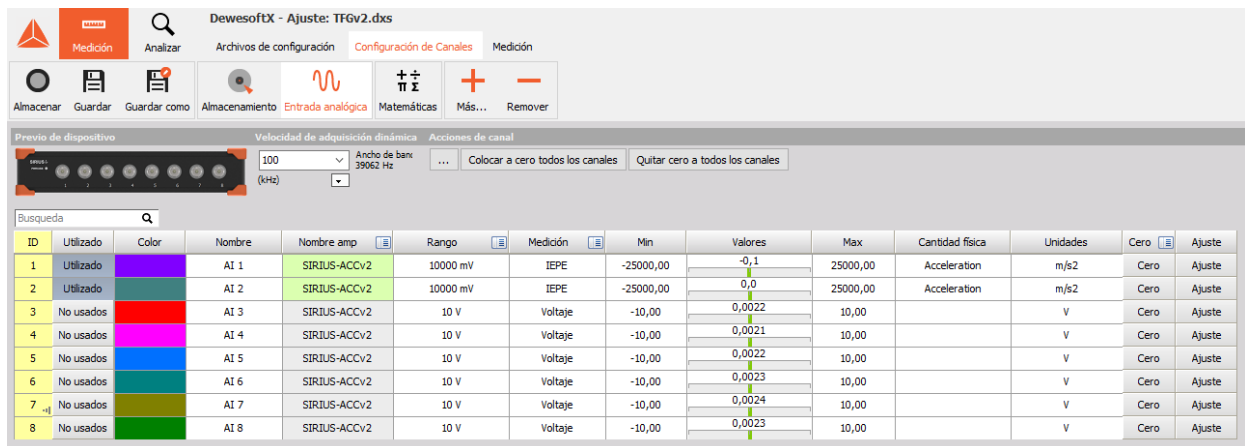 DewesoftX - Ajuste: TFGv2.dxs
Medición
Analizar
Archivos de configuración
Configuración de Canales
Medición
Almacenar
Guardar
Guardar como
Almacenamiento
Entrada analógica
Matemáticas
Más...
Remover
Previo de dispositivo
Velocidad de adquisición dinámica
Acciones de canal
SIRIUSi
1 2 3 4 5 6 7 8
100
(kHz)
Ancho de banc
39062 Hz
...
Colocar a cero todos los canales
Quitar cero a todos los canales
Busqueda
ID Utilizado Color Nombre Nombre amp Rango Medición Min Valores Max Cantidad física Unidades Cero Ajuste
1 Utilizado AI 1 SIRIUS-ACCv2 10000 mV IEPE -25000,00 -0,1 25000,00 Acceleration m/s2 Cero Ajuste
2 Utilizado AI 2 SIRIUS-ACCv2 10000 mV IEPE -25000,00 0,0 25000,00 Acceleration m/s2 Cero Ajuste
3 No usados AI 3 SIRIUS-ACCv2 10 V Voltaje -10,00 0,0022 10,00 V Cero Ajuste
4 No usados AI 4 SIRIUS-ACCv2 10 V Voltaje -10,00 0,0021 10,00 V Cero Ajuste
5 No usados AI 5 SIRIUS-ACCv2 10 V Voltaje -10,00 0,0022 10,00 V Cero Ajuste
6 No usados AI 6 SIRIUS-ACCv2 10 V Voltaje -10,00 0,0023 10,00 V Cero Ajuste
7 No usados AI 7 SIRIUS-ACCv2 10 V Voltaje -10,00 0,0024 10,00 V Cero Ajuste
8 No usados AI 8 SIRIUS-ACCv2 10 V Voltaje -10,00 0,0023 10,00 V Cero Ajuste